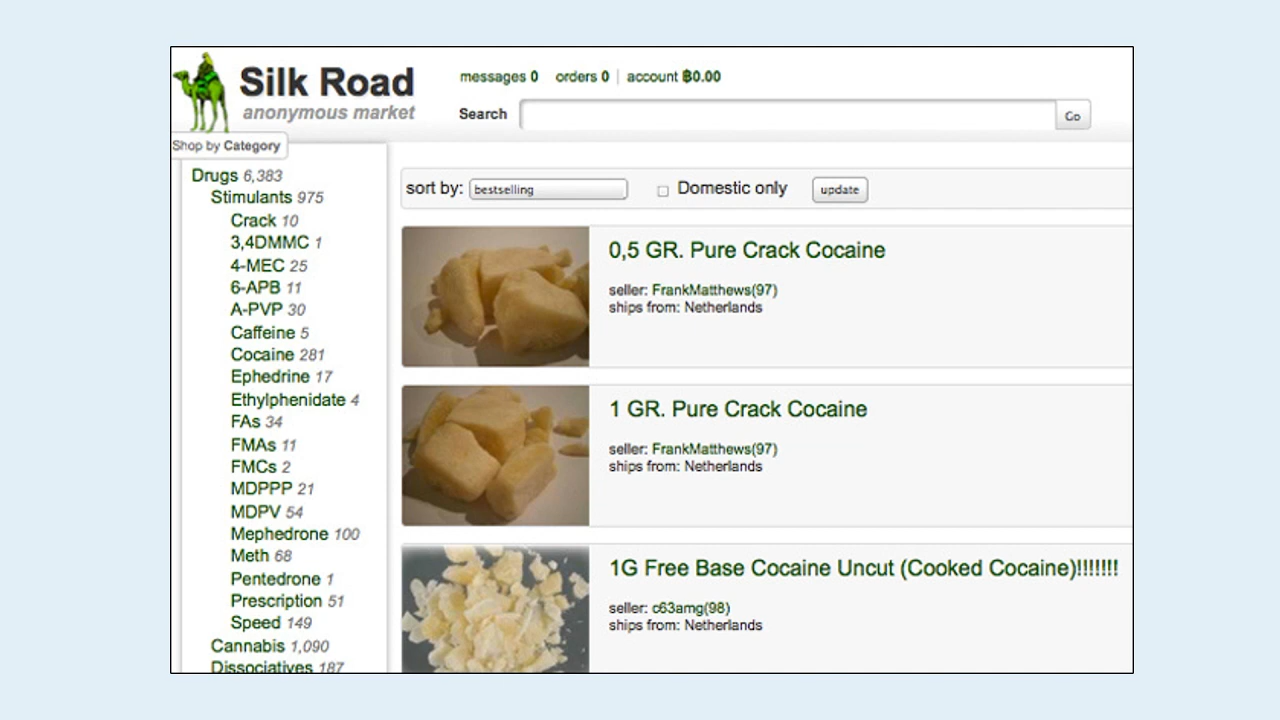 Silk Road
anonymous market
messages 0 orders 0 | account ฿0.00
Search Go
Shop by Category
Drugs 6,383
Stimulants 975
Crack 10
3,4DMMC 1
4-MEC 25
6-APB 11
A-PVP 30
Caffeine 5
Cocaine 281
Ephedrine 17
Ethylphenidate 4
FAs 34
FMAs 11
FMCs 2
MDPPP 21
MDPV 54
Mephedrone 100
Meth 68
Pentedrone 1
Prescription 51
Speed 149
Cannabis 1,090
Dissociatives 187
sort by: bestselling Domestic only update
0,5 GR. Pure Crack Cocaine
seller: FrankMatthews(97)
ships from: Netherlands
1 GR. Pure Crack Cocaine
seller: FrankMatthews(97)
ships from: Netherlands
1G Free Base Cocaine Uncut (Cooked Cocaine)!!!!!!!
seller: c63amg(98)
ships from: Netherlands